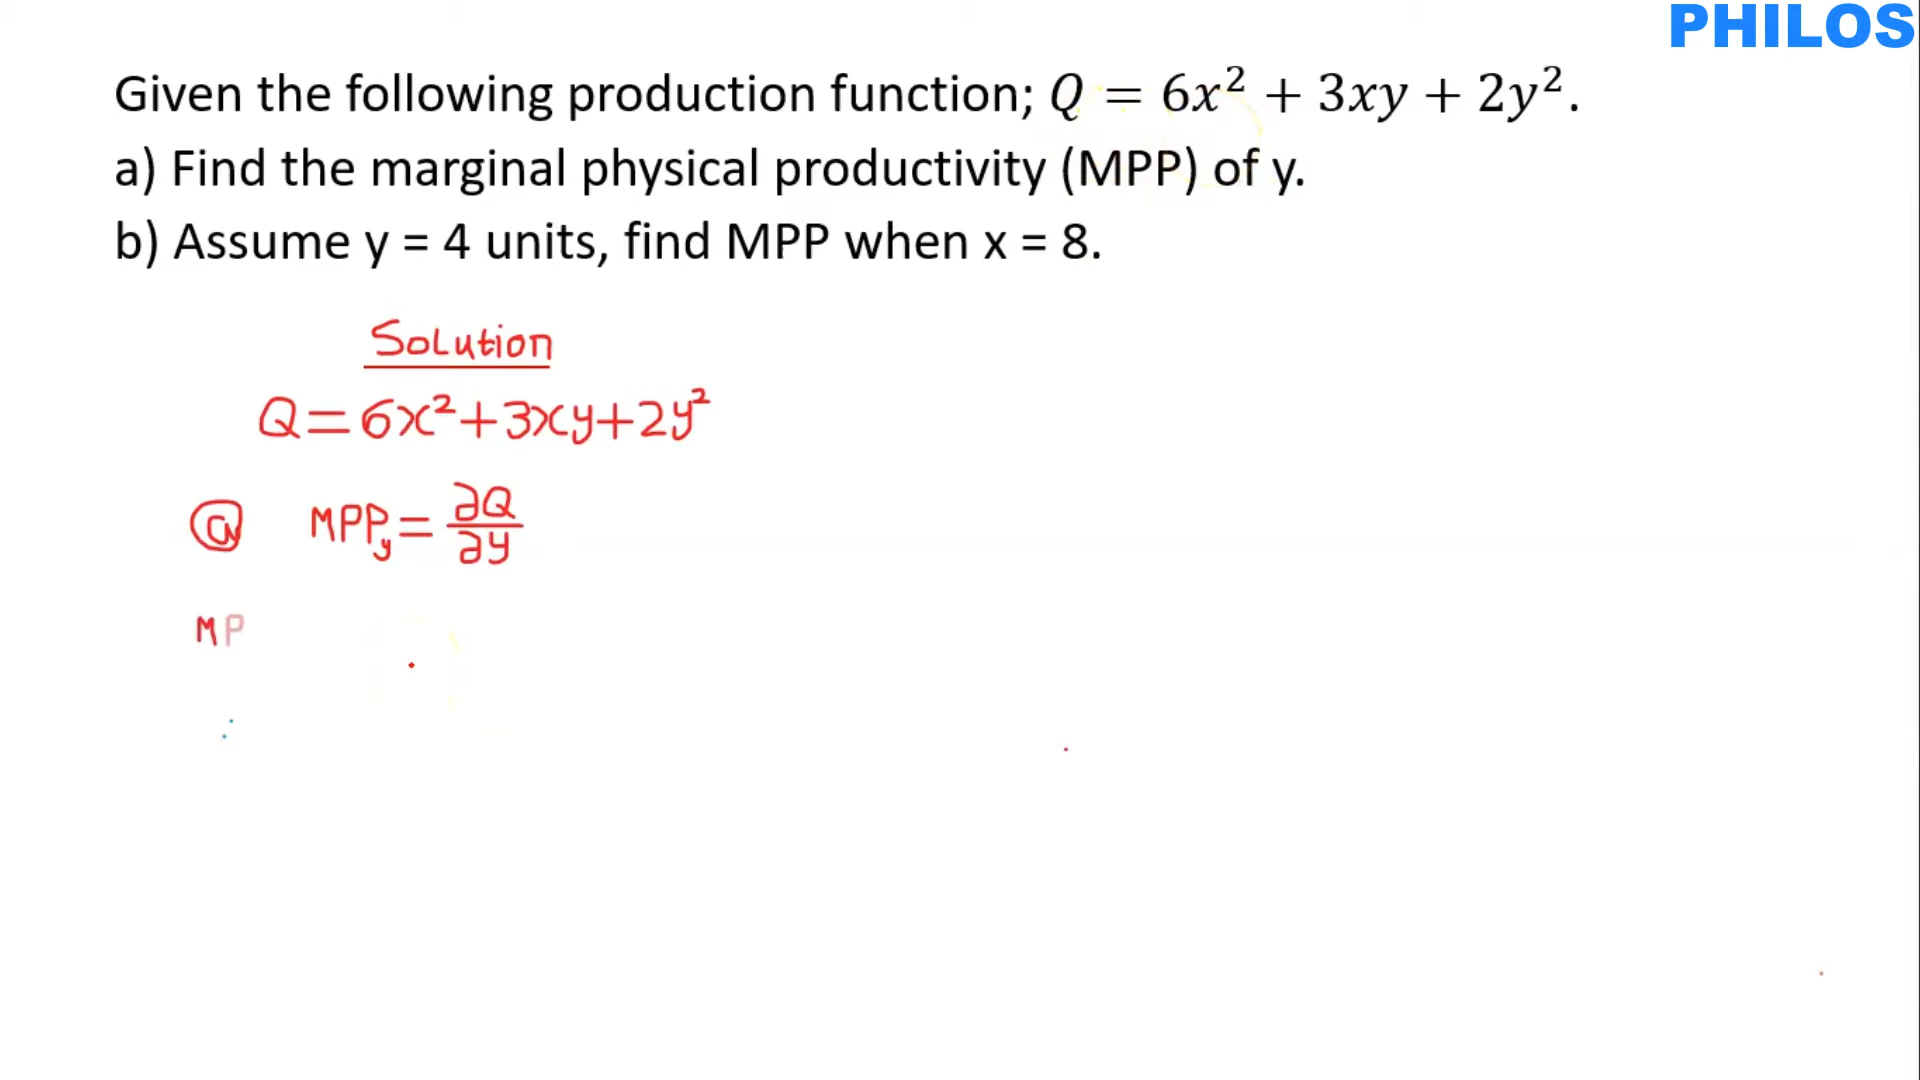 PHILOS
Given the following production function; Q = 6x² + 3xy + 2y².
a) Find the marginal physical productivity (MPP) of y.
b) Assume y = 4 units, find MPP when x = 8.
Solution
Q=6x²+3xy+2y²
ⓐ MPPy = ∂Q/∂y
MP